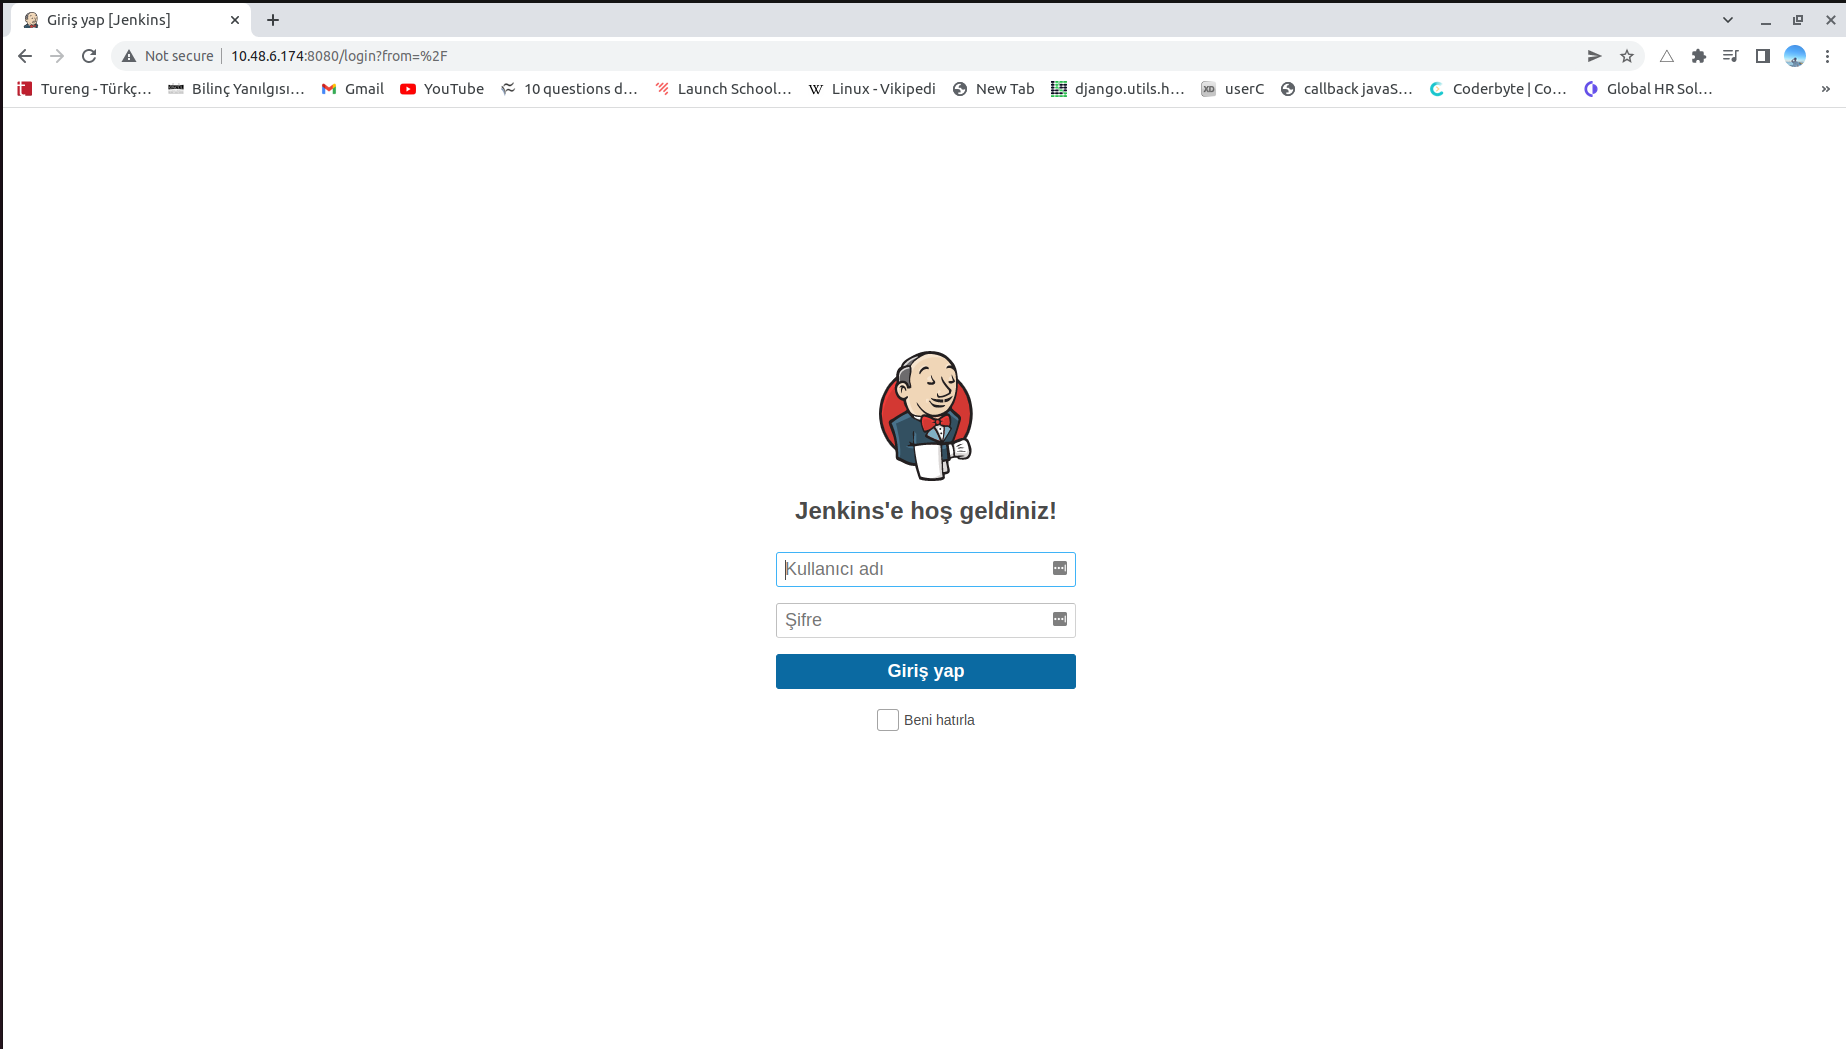 Giriş yap [Jenkins]
Not secure 10.48.6.174:8080/login?from=%2F
Tureng - Türkç... Bilinç Yanılgısı... Gmail YouTube 10 questions d... Launch School... Linux - Vikipedi New Tab django.utils.h... userC callback javaS... Coderbyte | Co... Global HR Sol... »
Jenkins'e hoş geldiniz!
Kullanıcı adı
Şifre
Giriş yap
Beni hatırla